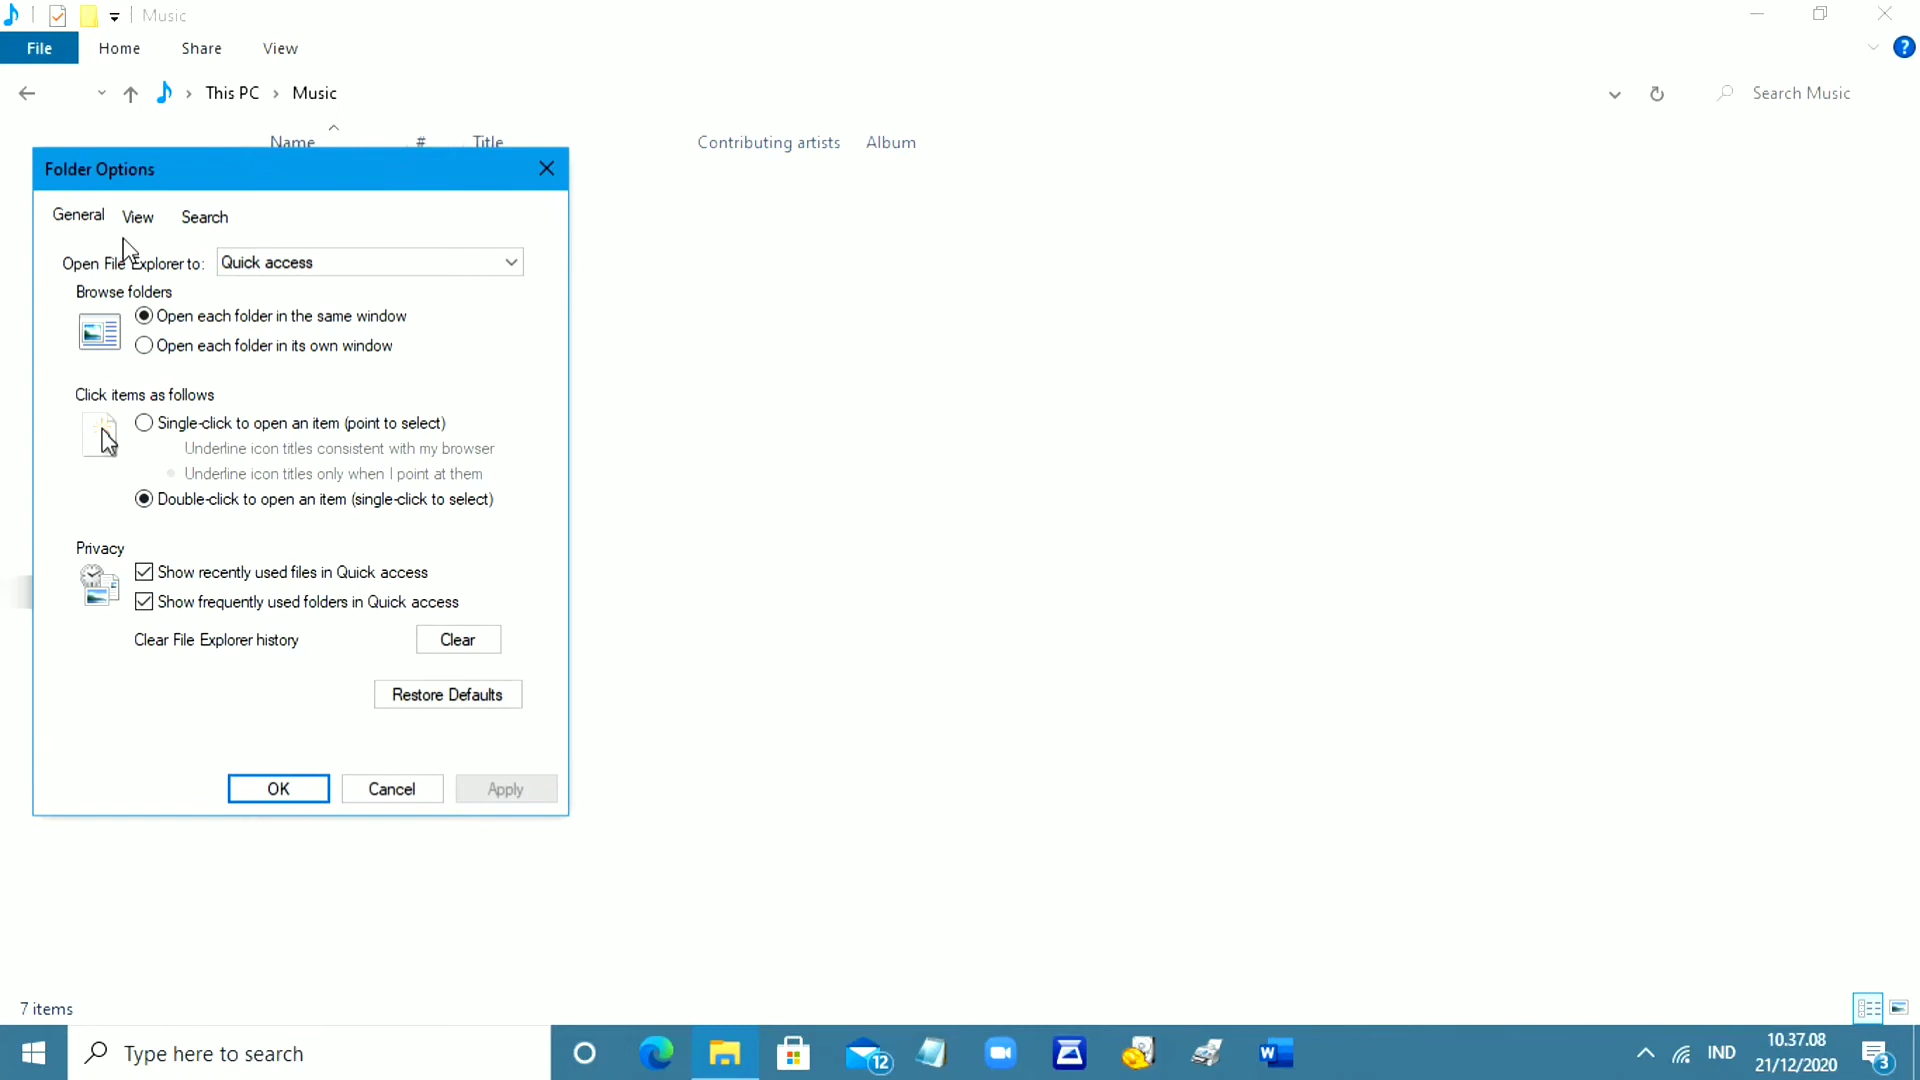 Music
File Home Share View
This PC > Music
Search Music
Name # Title Contributing artists Album
Folder Options
General View Search
Open File Explorer to: Quick access
Browse folders
Open each folder in the same window
Open each folder in its own window
Click items as follows
Single-click to open an item (point to select)
Underline icon titles consistent with my browser
Underline icon titles only when I point at them
Double-click to open an item (single-click to select)
Privacy
Show recently used files in Quick access
Show frequently used folders in Quick access
Clear File Explorer history Clear
Restore Defaults
OK Cancel Apply
7 items
Type here to search
12
IND
10.37.08
21/12/2020
3